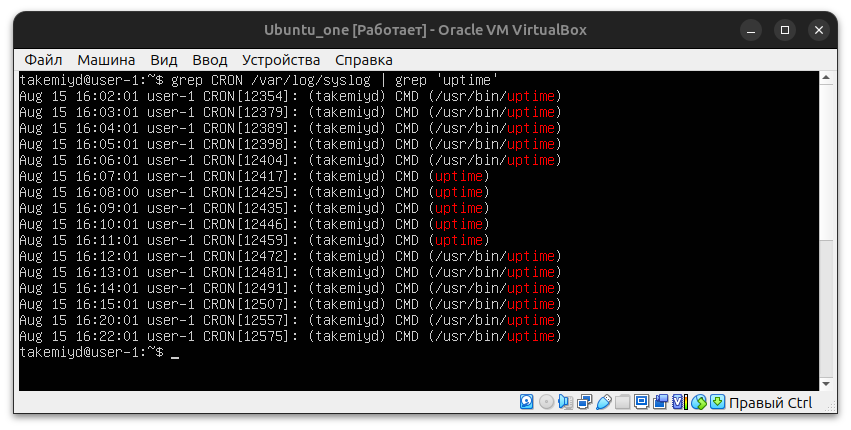 Ubuntu_one [Работает] - Oracle VM VirtualBox
Файл Машина Вид Ввод Устройства Справка
takemiyd@user-1:~$ grep CRON /var/log/syslog | grep 'uptime'
Aug 15 16:02:01 user-1 CRON[12354]: (takemiyd) CMD (/usr/bin/uptime)
Aug 15 16:03:01 user-1 CRON[12379]: (takemiyd) CMD (/usr/bin/uptime)
Aug 15 16:04:01 user-1 CRON[12389]: (takemiyd) CMD (/usr/bin/uptime)
Aug 15 16:05:01 user-1 CRON[12398]: (takemiyd) CMD (/usr/bin/uptime)
Aug 15 16:06:01 user-1 CRON[12404]: (takemiyd) CMD (/usr/bin/uptime)
Aug 15 16:07:01 user-1 CRON[12417]: (takemiyd) CMD (uptime)
Aug 15 16:08:00 user-1 CRON[12425]: (takemiyd) CMD (uptime)
Aug 15 16:09:01 user-1 CRON[12435]: (takemiyd) CMD (uptime)
Aug 15 16:10:01 user-1 CRON[12446]: (takemiyd) CMD (uptime)
Aug 15 16:11:01 user-1 CRON[12459]: (takemiyd) CMD (uptime)
Aug 15 16:12:01 user-1 CRON[12472]: (takemiyd) CMD (/usr/bin/uptime)
Aug 15 16:13:01 user-1 CRON[12481]: (takemiyd) CMD (/usr/bin/uptime)
Aug 15 16:14:01 user-1 CRON[12491]: (takemiyd) CMD (/usr/bin/uptime)
Aug 15 16:15:01 user-1 CRON[12507]: (takemiyd) CMD (/usr/bin/uptime)
Aug 15 16:20:01 user-1 CRON[12557]: (takemiyd) CMD (/usr/bin/uptime)
Aug 15 16:22:01 user-1 CRON[12575]: (takemiyd) CMD (/usr/bin/uptime)
takemiyd@user-1:~$ _
Правый Ctrl